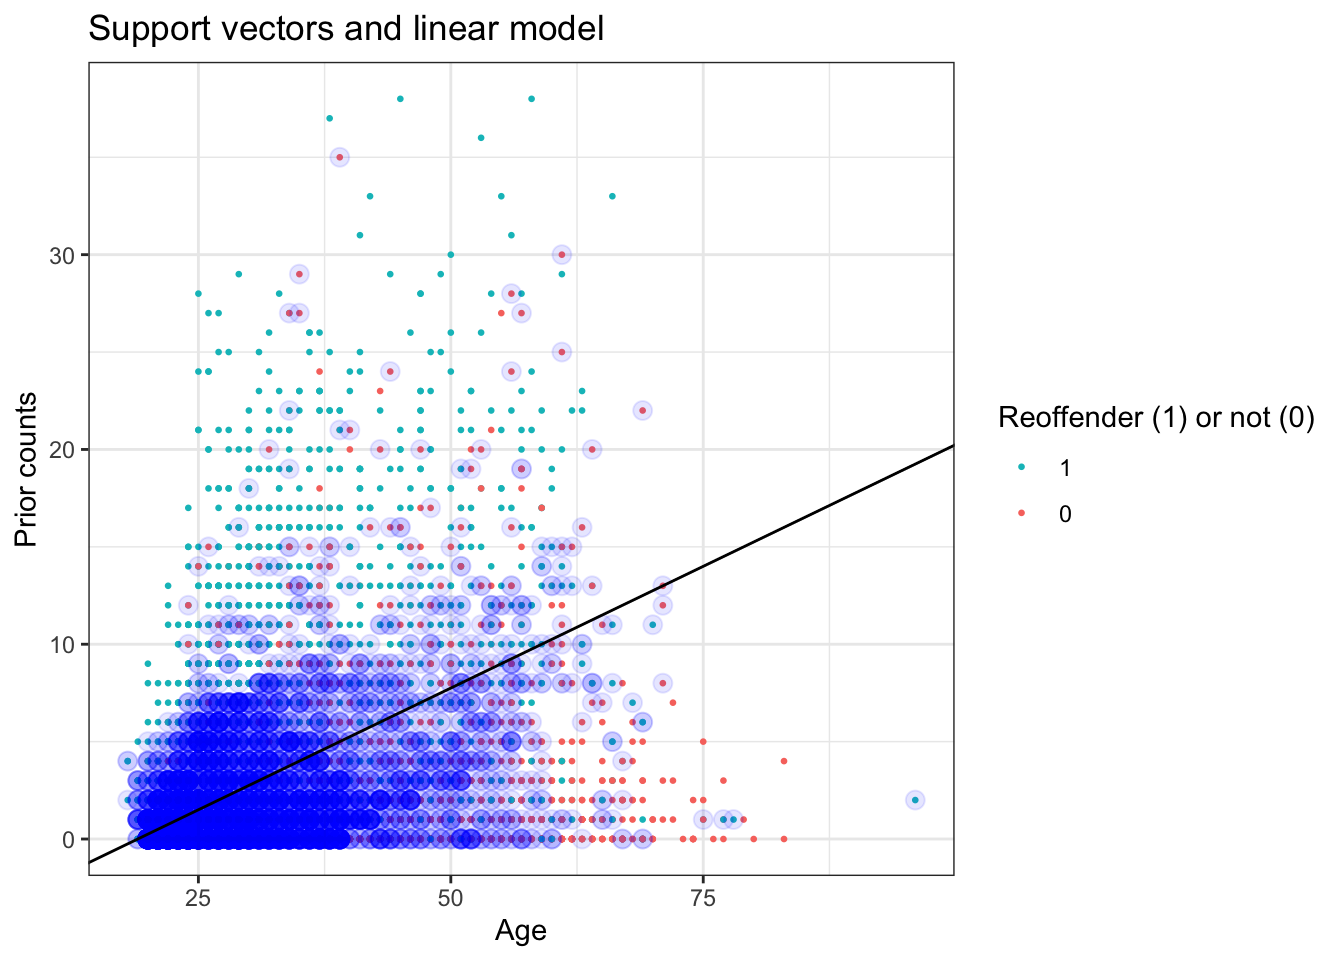 Support vectors and linear model
30
20
10
0
Prior counts
25
50
75
Age
Reoffender (1) or not (0)
1
0